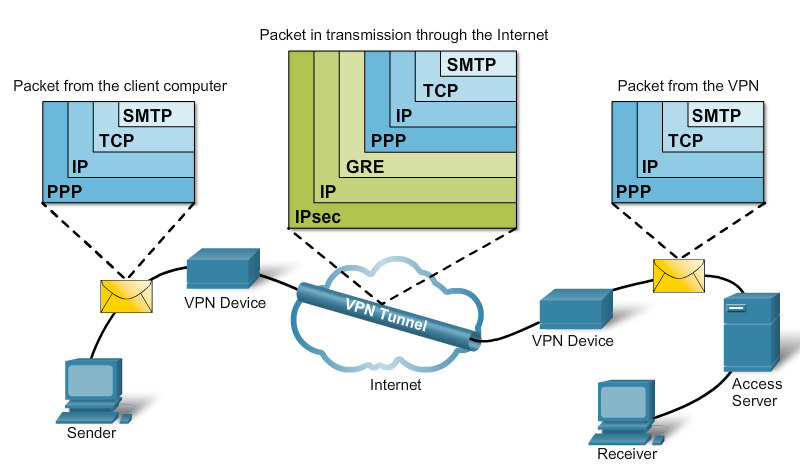 Packet in transmission through the Internet
SMTP
TCP
IP
PPP
GRE
IP
IPsec
Packet from the client computer
SMTP
TCP
IP
PPP
Packet from the VPN
SMTP
TCP
IP
PPP
VPN Device
VPN Tunnel
Internet
VPN Device
Sender
Access
Server
Receiver